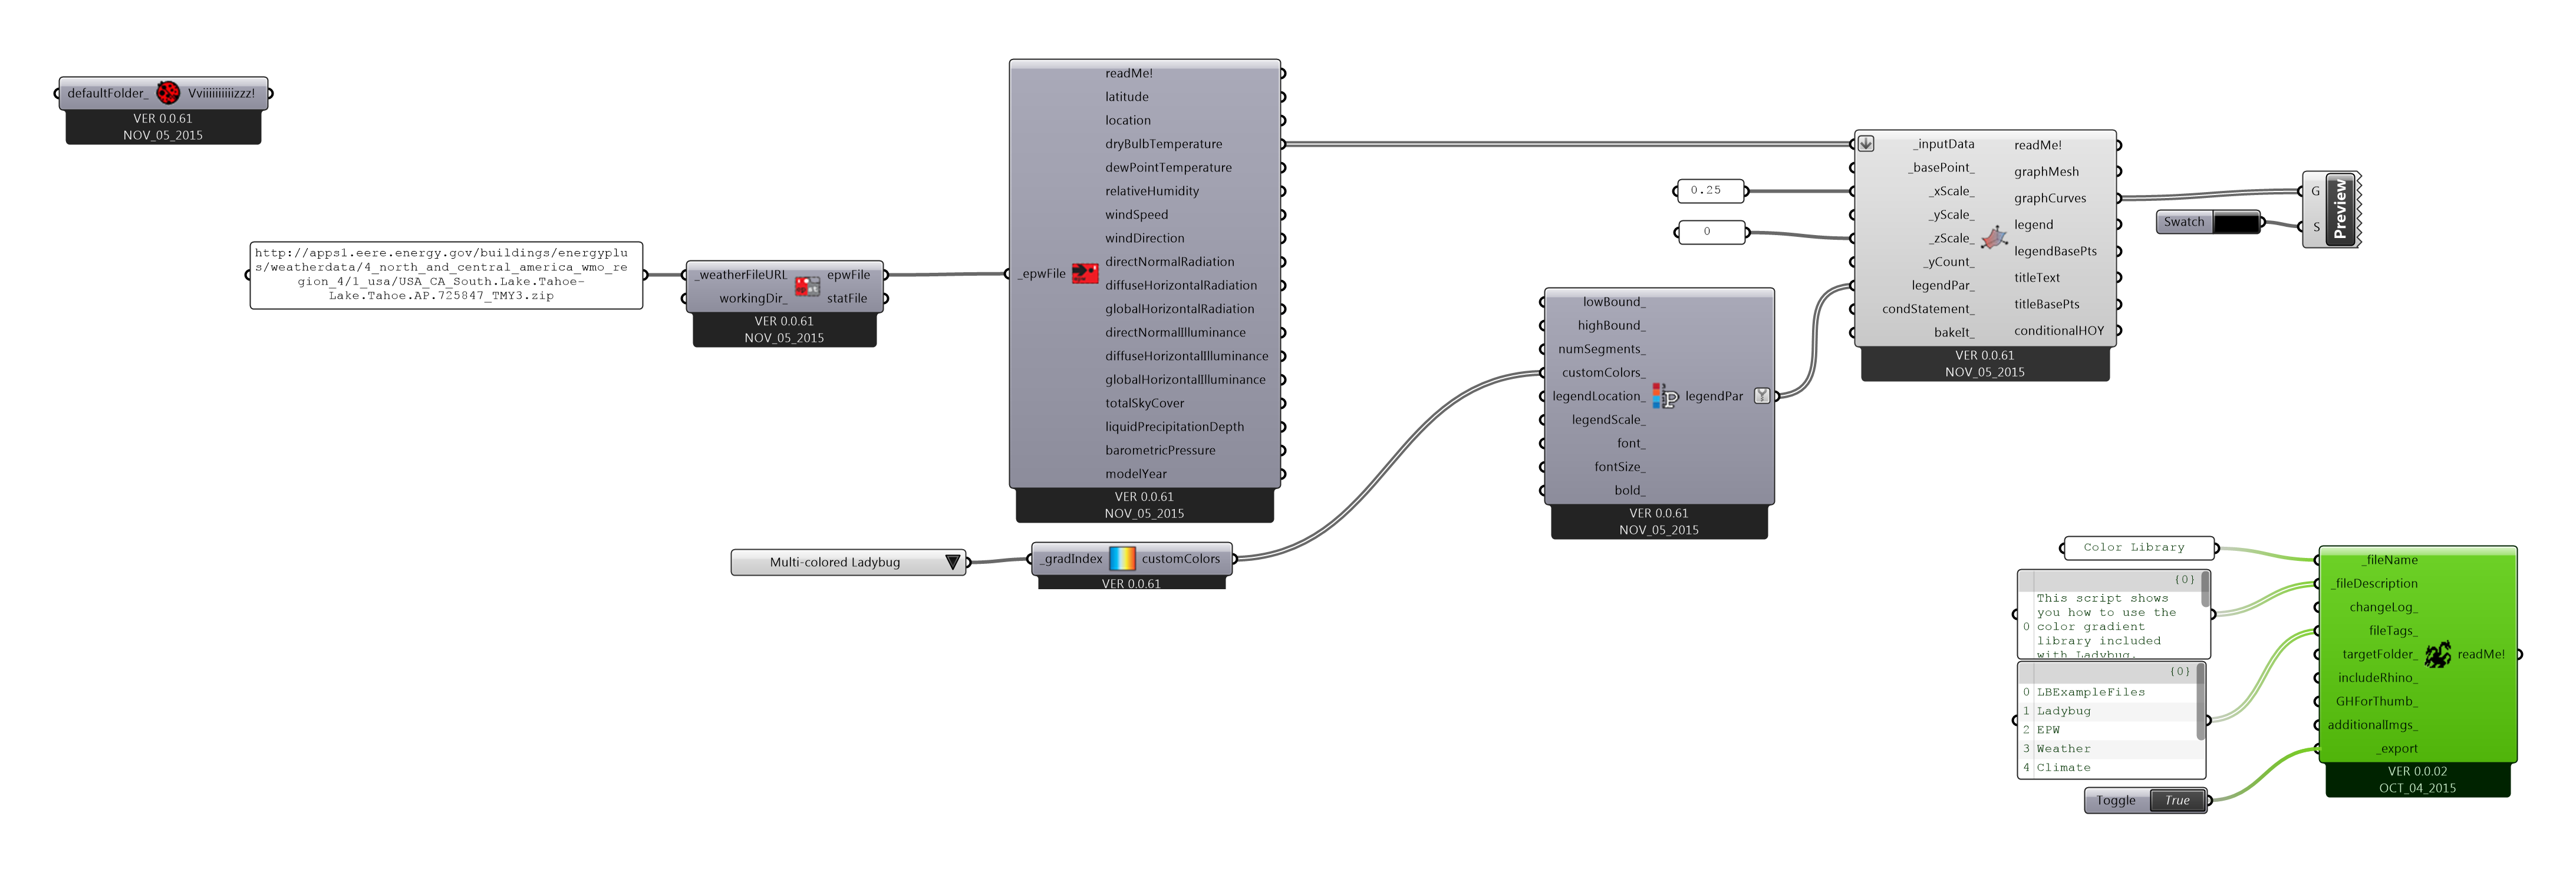 defaultFolder_
Vviiiiiiiiiizzz!
VER 0.0.61
NOV_05_2015
http://apps1.eere.energy.gov/buildings/energyplu
s/weatherdata/4_north_and_central_america_wmo_re
gion_4/1_usa/USA_CA_South.Lake.Tahoe-
Lake.Tahoe.AP.725847_TMY3.zip
_weatherFileURL
workingDir_
epwFile
statFile
VER 0.0.61
NOV_05_2015
_epwFile
readMe!
latitude
location
dryBulbTemperature
dewPointTemperature
relativeHumidity
windSpeed
windDirection
directNormalRadiation
diffuseHorizontalRadiation
globalHorizontalRadiation
directNormalIlluminance
diffuseHorizontalIlluminance
globalHorizontalIlluminance
totalSkyCover
liquidPrecipitationDepth
barometricPressure
modelYear
VER 0.0.61
NOV_05_2015
Multi-colored Ladybug
_gradIndex
customColors
VER 0.0.61
lowBound_
highBound_
numSegments_
customColors_
legendLocation_
legendScale_
font_
fontSize_
bold_
P
legendPar
VER 0.0.61
NOV_05_2015
0.25
0
_inputData
_basePoint_
_xScale_
_yScale_
_zScale_
_yCount_
legendPar_
condStatement_
bakeIt_
readMe!
graphMesh
graphCurves
legend
legendBasePts
titleText
titleBasePts
conditionalHOY
VER 0.0.61
NOV_05_2015
Swatch
G
S
Preview
Color Library
{0}
0
This script shows
you how to use the
color gradient
library included
with Ladybug.
{0}
0 LBExampleFiles
1 Ladybug
2 EPW
3 Weather
4 Climate
Toggle
True
_fileName
_fileDescription
changeLog_
fileTags_
targetFolder_
includeRhino_
GHForThumb_
additionalImgs_
_export
readMe!
VER 0.0.02
OCT_04_2015